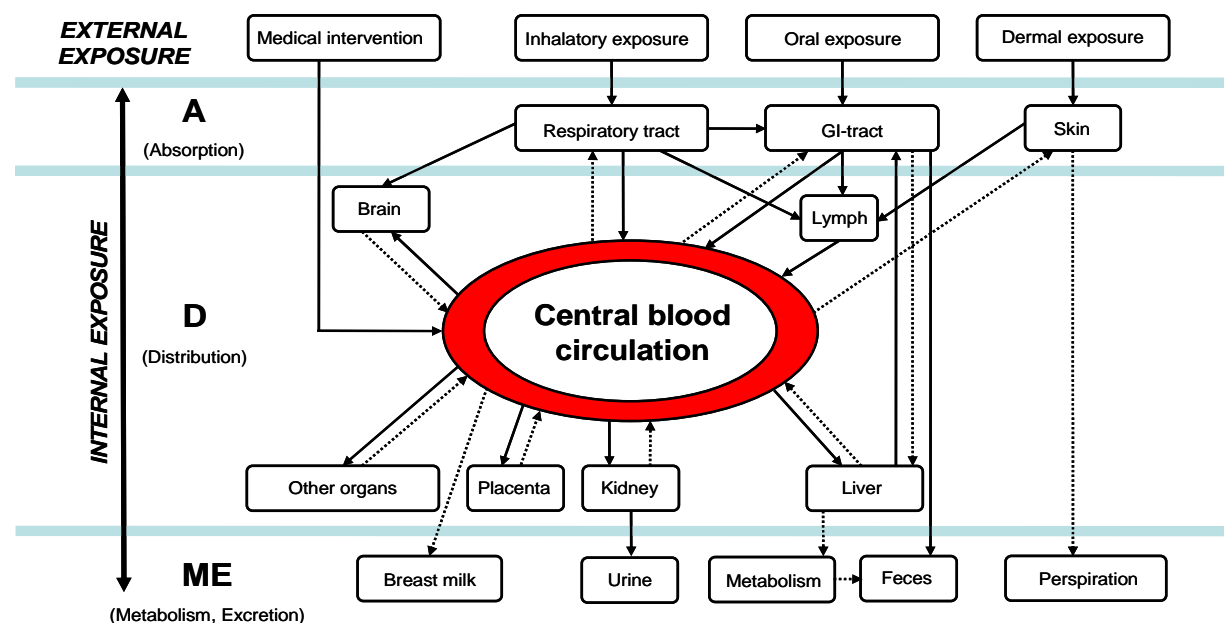 EXTERNAL
EXPOSURE
Medical intervention
Inhalatory exposure
Oral exposure
Dermal exposure
A
(Absorption)
Respiratory tract
GI-tract
Skin
INTERNAL EXPOSURE
Brain
Lymph
D
(Distribution)
Central blood
circulation
Other organs
Placenta
Kidney
Liver
ME
(Metabolism, Excretion)
Breast milk
Urine
Metabolism
Feces
Perspiration